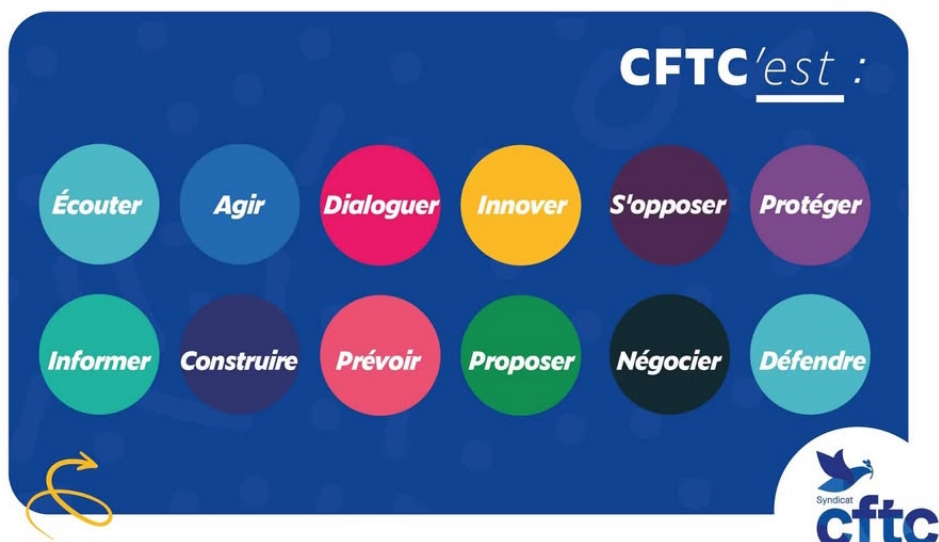 CFTC'est :
Écouter Agir Dialoguer Innover S'opposer Protéger
Informer Construire Prévoir Proposer Négocier Défendre
Syndicat
cftc